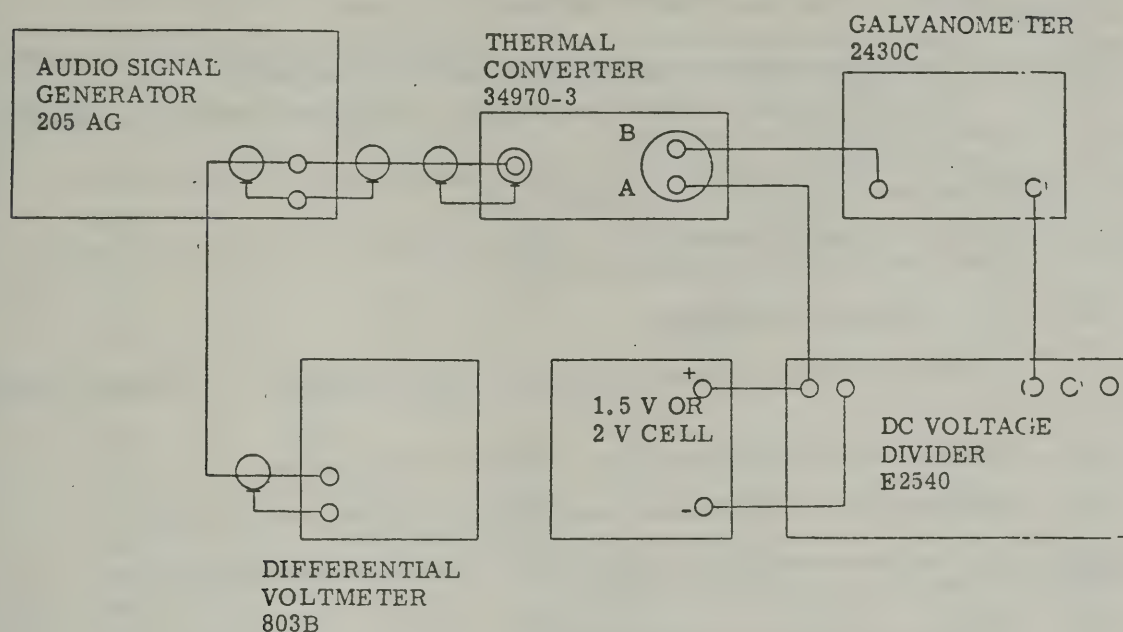 AUDIO SIGNAL
GENERATOR
205 AG
THERMAL
CONVERTER
34970-3
B
A
GALVANOMETER
2430C
DIFFERENTIAL
VOLTMETER
803B
+
1.5 V OR
2 V CELL
-
DC VOLTAGE
DIVIDER
E2540